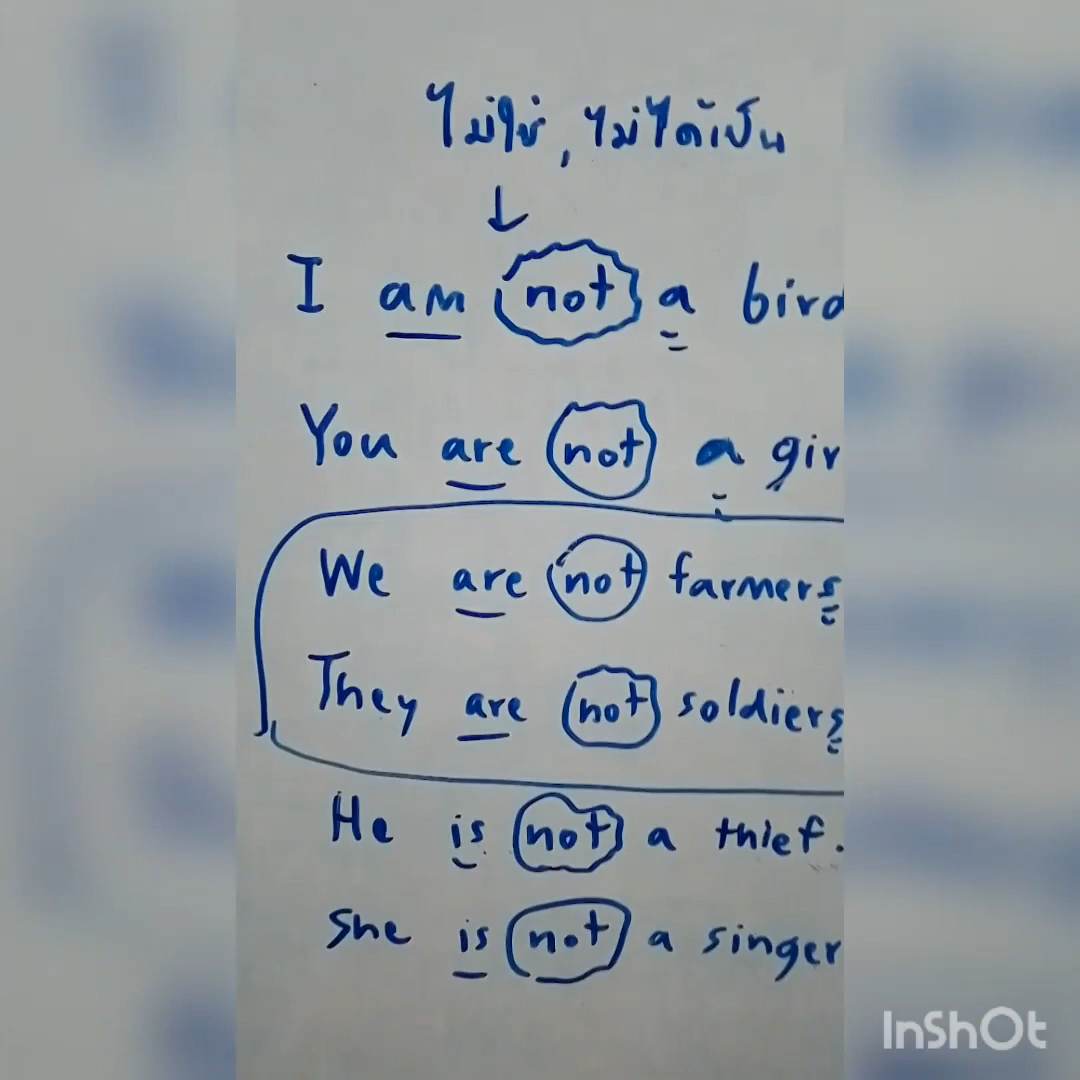 ไม่ใช่, ไม่ได้เป็น
I am not a bird
You are not a gir
We are not farmers
They are not soldiers
He is not a thief.
She is not a singer
InShOt